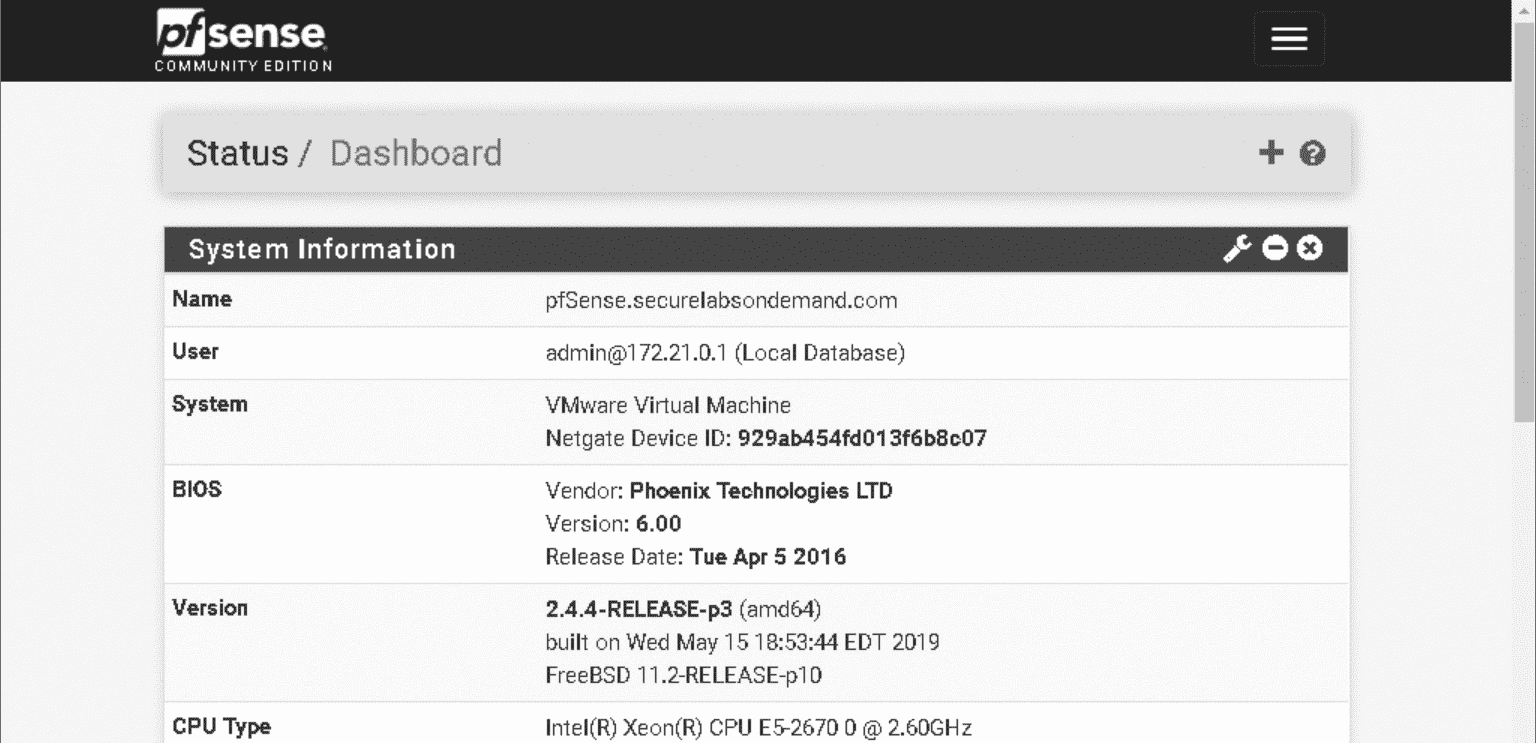 pfsense
COMMUNITY EDITION
Status / Dashboard
System Information
Name pfSense.securelabsondemand.com
User admin@172.21.0.1 (Local Database)
System VMware Virtual Machine
Netgate Device ID: 929ab454fd013f6b8c07
BIOS Vendor: Phoenix Technologies LTD
Version: 6.00
Release Date: Tue Apr 5 2016
Version 2.4.4-RELEASE-p3 (amd64)
built on Wed May 15 18:53:44 EDT 2019
FreeBSD 11.2-RELEASE-p10
CPU Type Intel(R) Xeon(R) CPU E5-2670 0 @ 2.60GHz